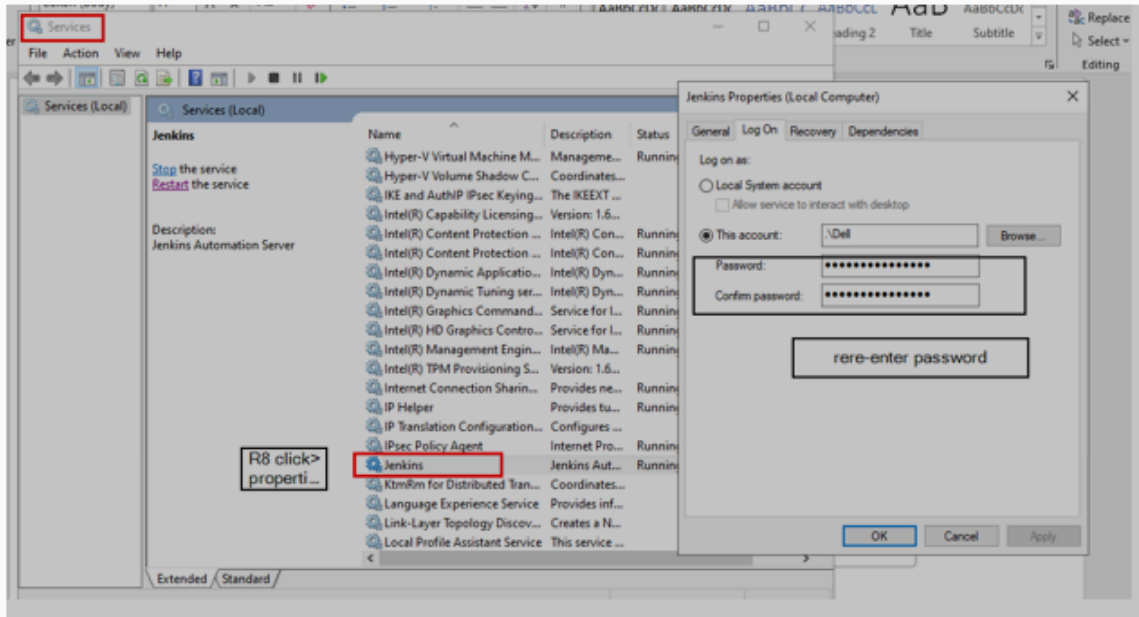 AaBbCcDc AaBbCcDc AaBbC AaBbCcL AaB AaBbCcDc
Replace
ading 2 Title Subtitle
Select
Editing
Services
File Action View Help
Services (Local)
Services (Local)
Jenkins
Stop the service
Restart the service
Description:
Jenkins Automation Server
Name Description Status
Hyper-V Virtual Machine M... Manageme... Running
Hyper-V Volume Shadow C... Coordinates...
IKE and AuthIP IPsec Keying... The IKEEXT ...
Intel(R) Capability Licensing... Version: 1.6...
Intel(R) Content Protection ... Intel(R) Con... Running
Intel(R) Content Protection ... Intel(R) Con... Running
Intel(R) Dynamic Applicatio... Intel(R) Dyn... Running
Intel(R) Dynamic Tuning ser... Intel(R) Dyn... Running
Intel(R) Graphics Command... Service for I... Running
Intel(R) HD Graphics Contro... Service for I... Running
Intel(R) Management Engin... Intel(R) Ma... Running
Intel(R) TPM Provisioning S... Version: 1.6...
Internet Connection Sharin... Provides ne... Running
IP Helper Provides tu... Running
IP Translation Configuration... Configures ...
IPsec Policy Agent Internet Pro... Running
Jenkins Jenkins Aut... Running
KtmRm for Distributed Tran... Coordinates...
Language Experience Service Provides inf...
Link-Layer Topology Discov... Creates a N...
Local Profile Assistant Service This service ...
R8 click>
properti...
Extended Standard
Jenkins Properties (Local Computer)
General Log On Recovery Dependencies
Log on as:
Local System account
Allow service to interact with desktop
This account: .\Dell Browse...
Password:
Confirm password:
rere-enter password
OK Cancel Apply